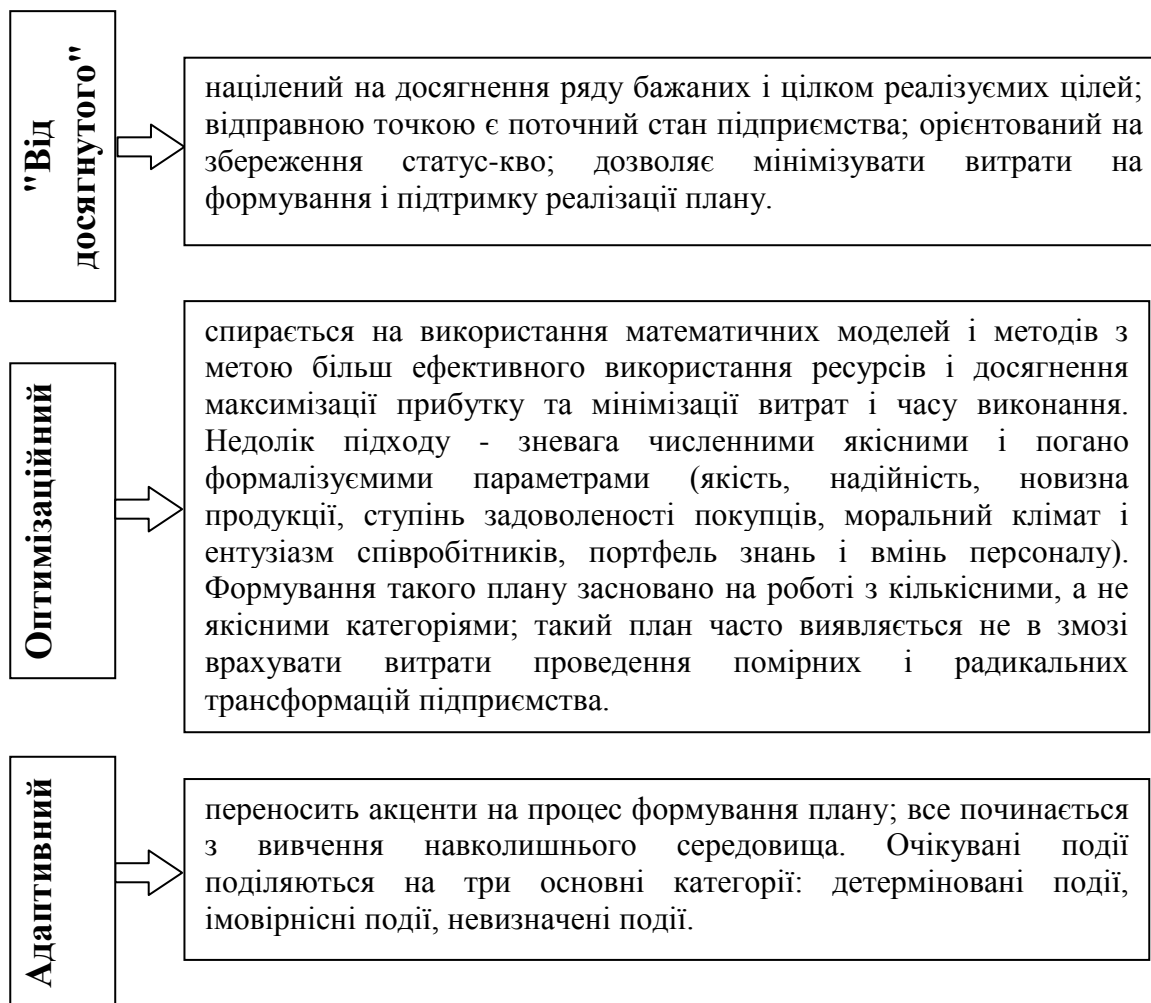 "Від
досягнутого"
націлений на досягнення ряду бажаних і цілком реалізуємих цілей;
відправною точкою є поточний стан підприємства; орієнтований на
збереження статус-кво; дозволяє мінімізувати витрати на
формування і підтримку реалізації плану.
Оптимізаційний
спирається на використання математичних моделей і методів з
метою більш ефективного використання ресурсів і досягнення
максимізації прибутку та мінімізації витрат і часу виконання.
Недолік підходу - зневага численними якісними і погано
формалізуємими параметрами (якість, надійність, новизна
продукції, ступінь задоволеності покупців, моральний клімат і
ентузіазм співробітників, портфель знань і вмінь персоналу).
Формування такого плану засновано на роботі з кількісними, а не
якісними категоріями; такий план часто виявляється не в змозі
врахувати витрати проведення помірних і радикальних
трансформацій підприємства.
Адаптивний
переносить акценти на процес формування плану; все починається
з вивчення навколишнього середовища. Очікувані події
поділяються на три основні категорії: детерміновані події,
імовірнісні події, невизначені події.